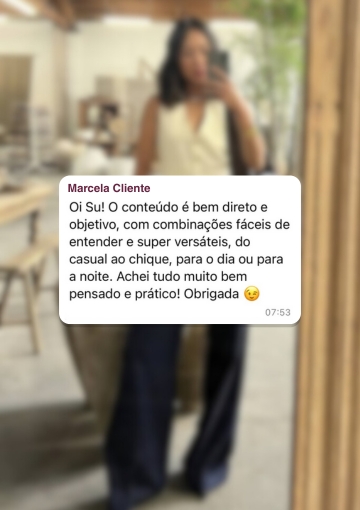 Marcela Cliente
Oi Su! O conteúdo é bem direto e
objetivo, com combinações fáceis de
entender e super versáteis, do
casual ao chique, para o dia ou para
a noite. Achei tudo muito bem
pensado e prático! Obrigada 😉
07:53